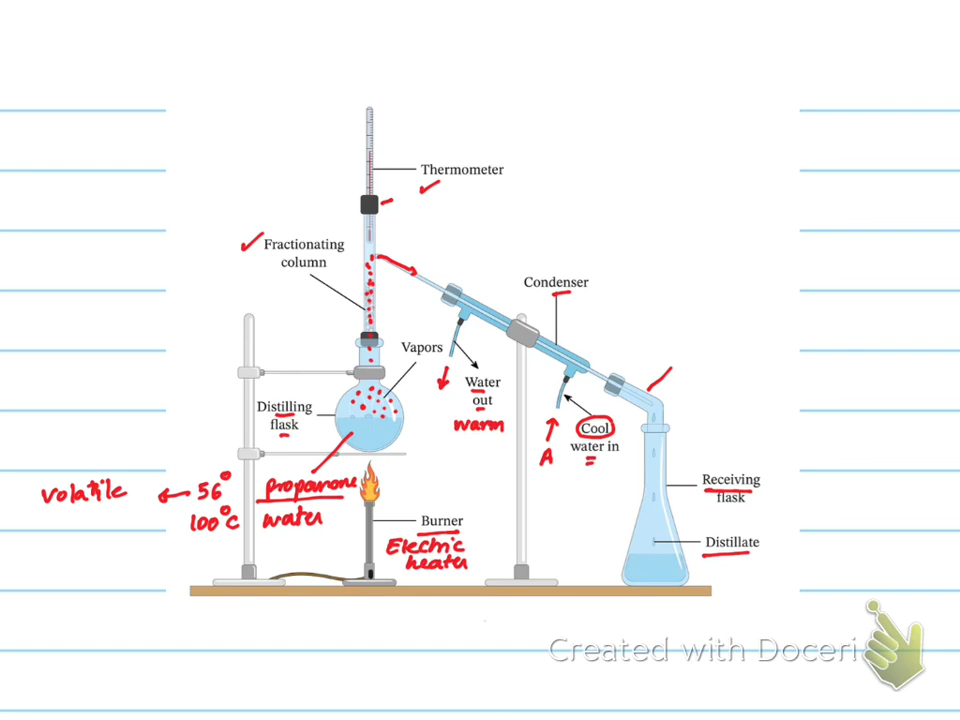 Thermometer
Fractionating
column
Condenser
Vapors
Water
out
warm
Distilling
flask
Cool
water in
A
Volatile ← 56° propanone
100°C water
Receiving
flask
Burner
Electric
heater
Distillate
Created with Doceri